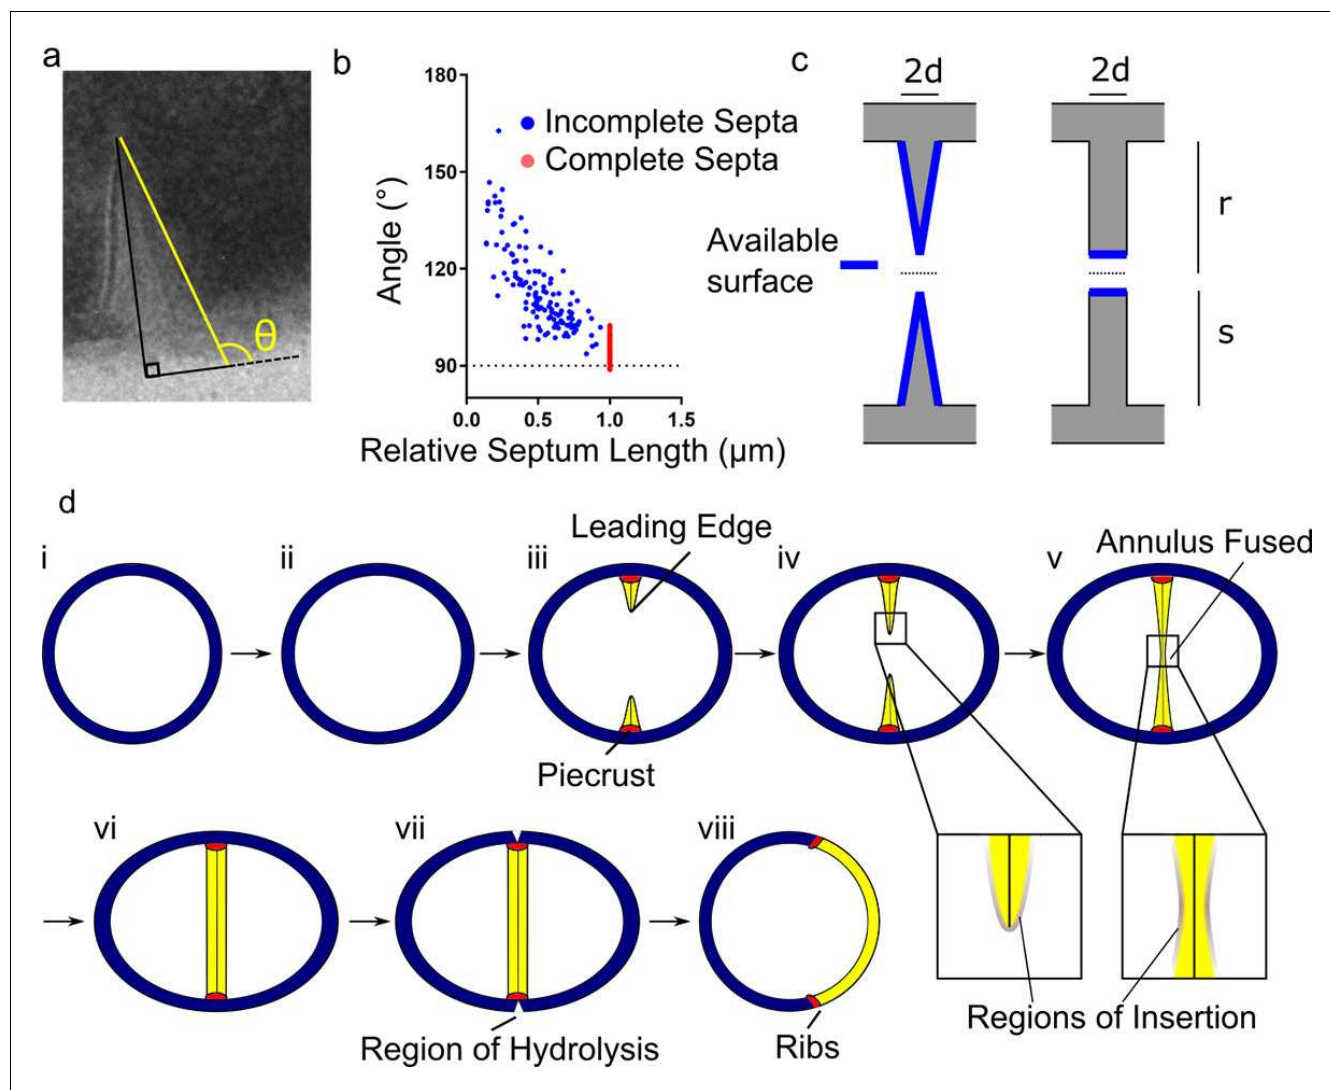 a
θ
b
Angle (°)
180
150
120
90
Incomplete Septa
Complete Septa
0.0 0.5 1.0 1.5
Relative Septum Length (µm)
c
2d 2d
Available
surface
r
s
d
i
ii
iii
Leading Edge
Piecrust
iv
v
Annulus Fused
vi
vii
Region of Hydrolysis
viii
Ribs
Regions of Insertion